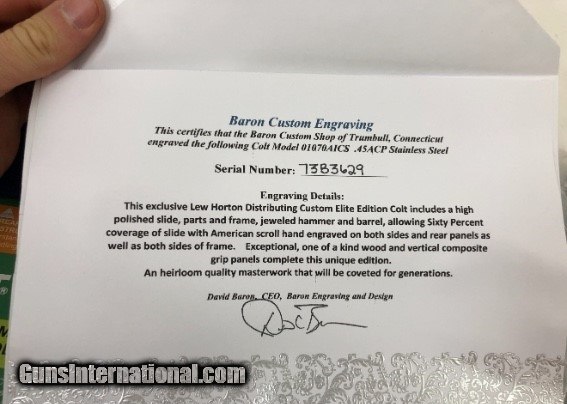 Baron Custom Engraving
This certifies that the Baron Custom Shop of Trumbull, Connecticut
engraved the following Colt Model 01070A1CS .45ACP Stainless Steel
Serial Number: 73B3629
Engraving Details:
This exclusive Lew Horton Distributing Custom Elite Edition Colt includes a high
polished slide, parts and frame, jeweled hammer and barrel, allowing Sixty Percent
coverage of slide with American scroll hand engraved on both sides and rear panels as
well as both sides of frame. Exceptional, one of a kind wood and vertical composite
grip panels complete this unique edition.
An heirloom quality masterwork that will be coveted for generations.
David Baron, CEO, Baron Engraving and Design
GunsInternational.com